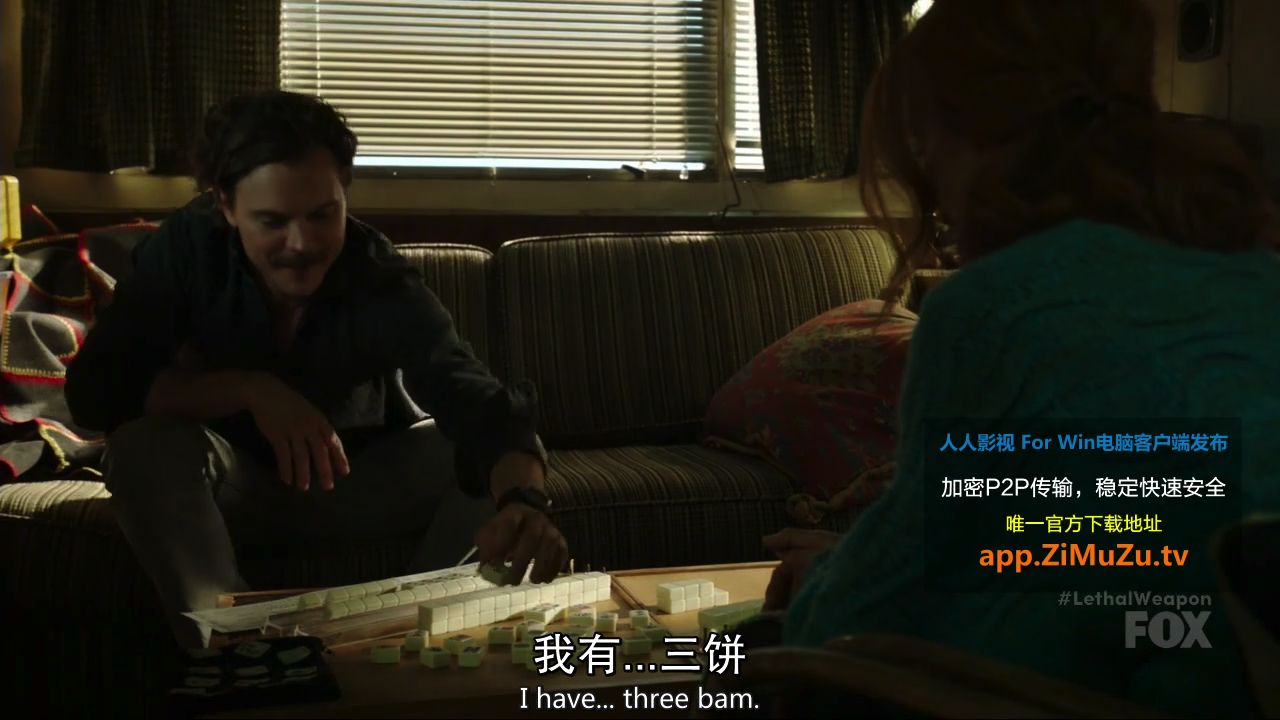 人人影视 For Win电脑客户端发布
加密P2P传输，稳定快速安全
唯一官方下载地址
app.ZiMuZu.tv
#LethalWeapon
FOX
我有...三饼
I have... three bam.